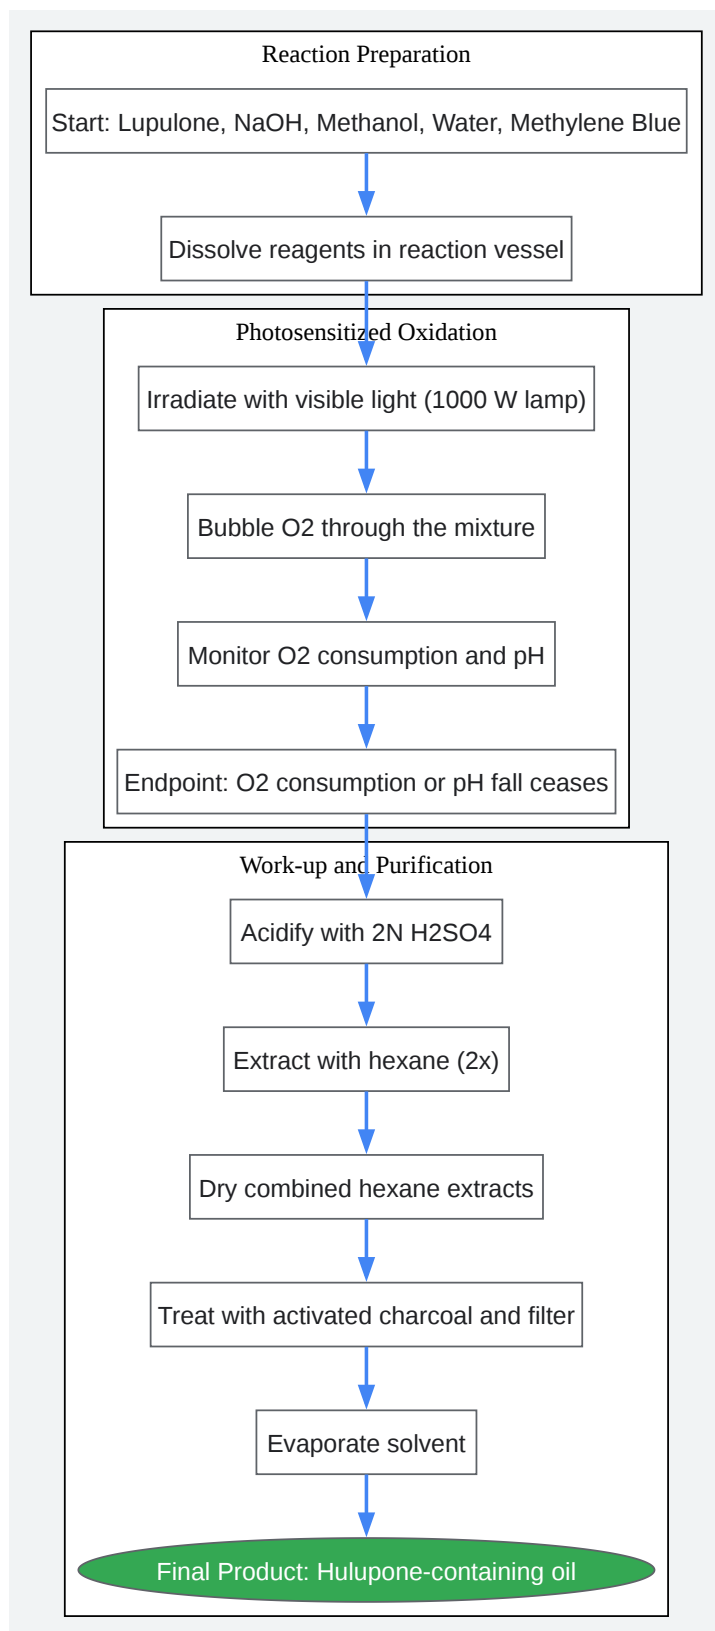 Reaction Preparation
Start: Lupulone, NaOH, Methanol, Water, Methylene Blue
Dissolve reagents in reaction vessel
Photosensitized Oxidation
Irradiate with visible light (1000 W lamp)
Bubble O2 through the mixture
Monitor O2 consumption and pH
Endpoint: O2 consumption or pH fall ceases
Work-up and Purification
Acidify with 2N H2SO4
Extract with hexane (2x)
Dry combined hexane extracts
Treat with activated charcoal and filter
Evaporate solvent
Final Product: Hulupone-containing oil